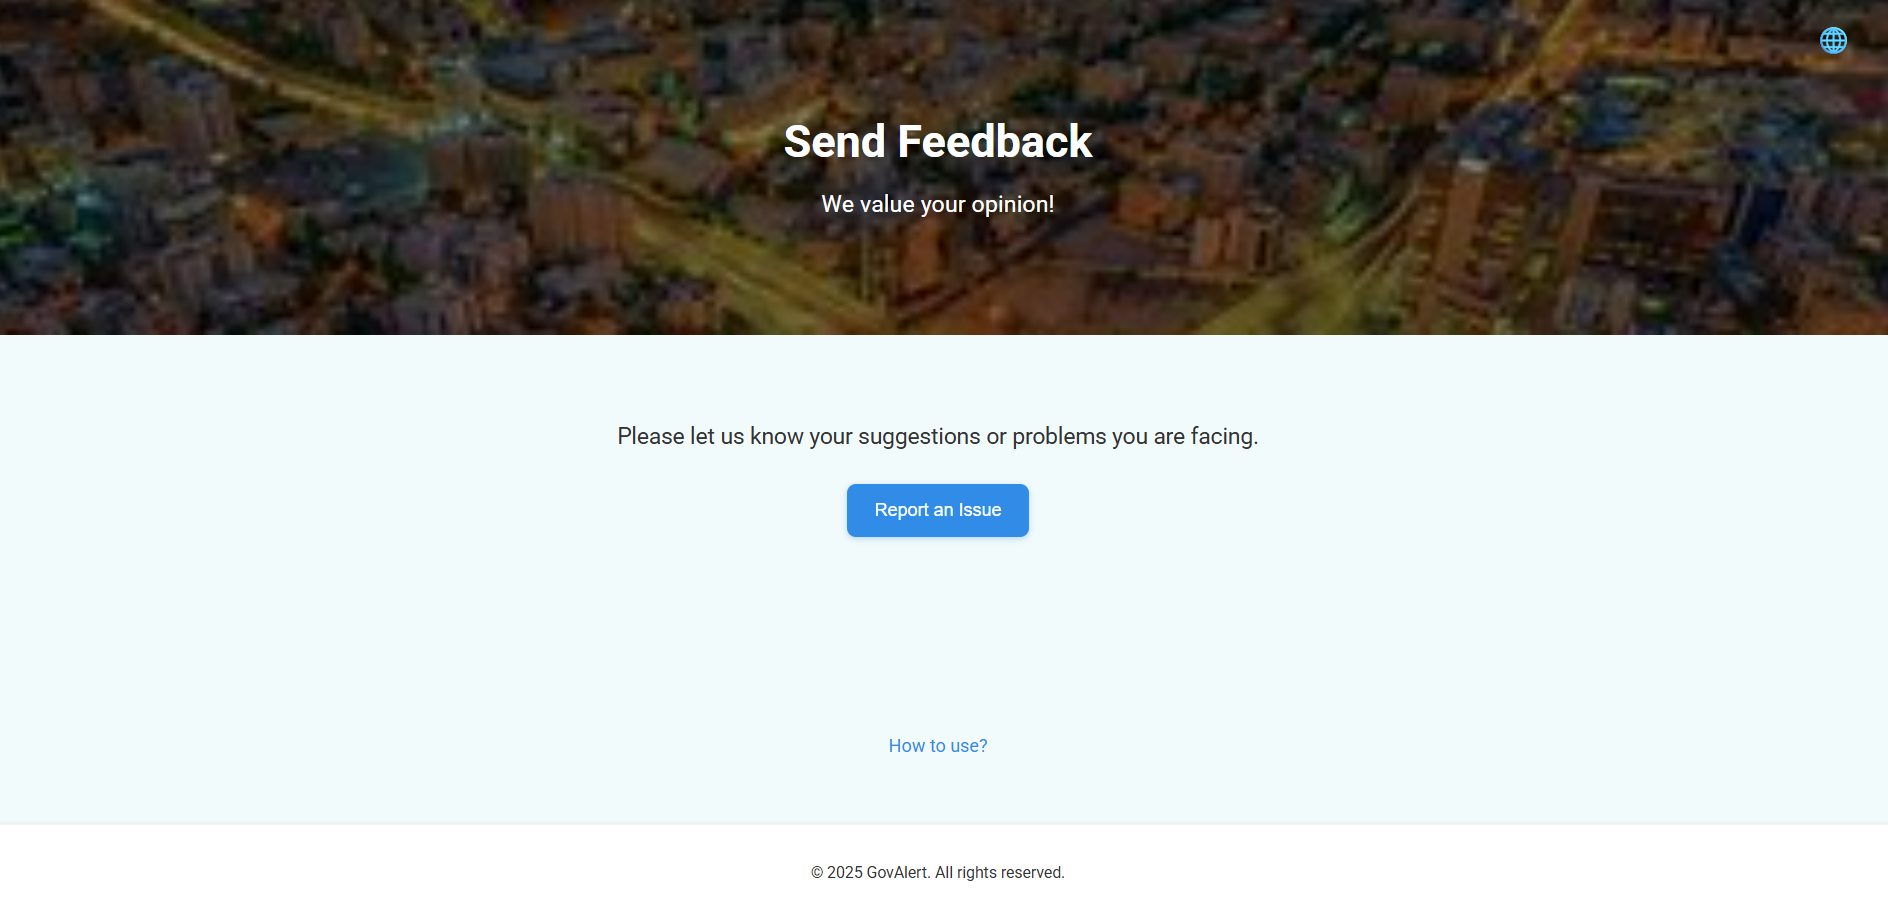 Send Feedback
We value your opinion!
Please let us know your suggestions or problems you are facing.
Report an Issue
How to use?
© 2025 GovAlert. All rights reserved.